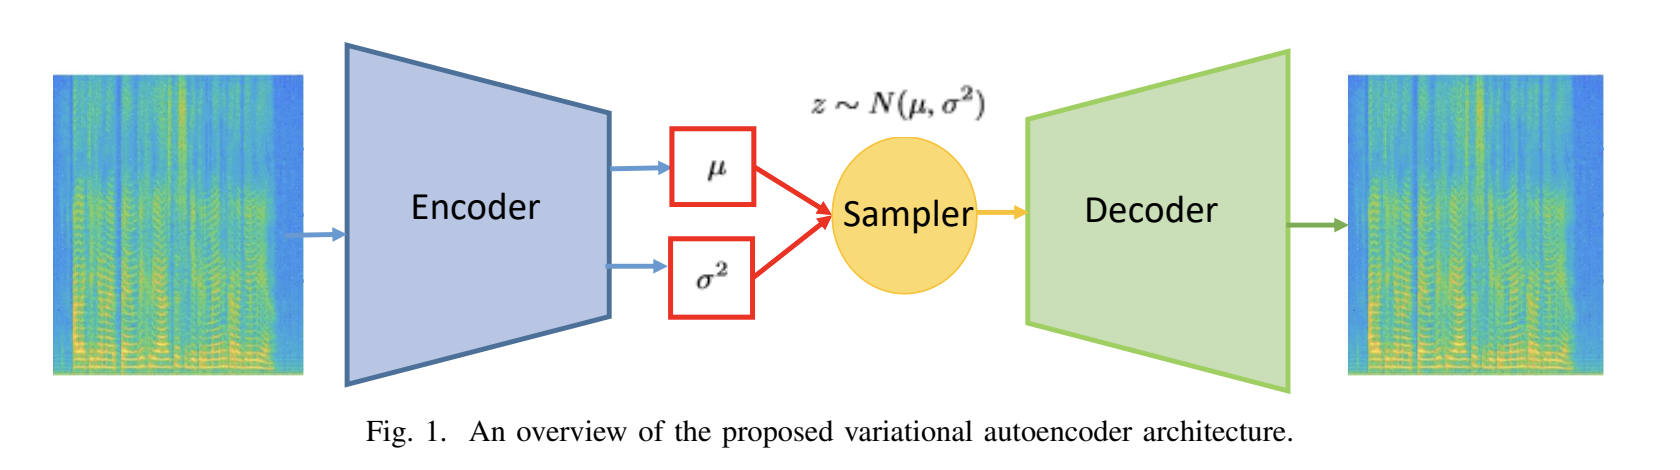 z ∼ N(μ, σ²)
Encoder
μ
σ²
Sampler
Decoder
Fig. 1. An overview of the proposed variational autoencoder architecture.